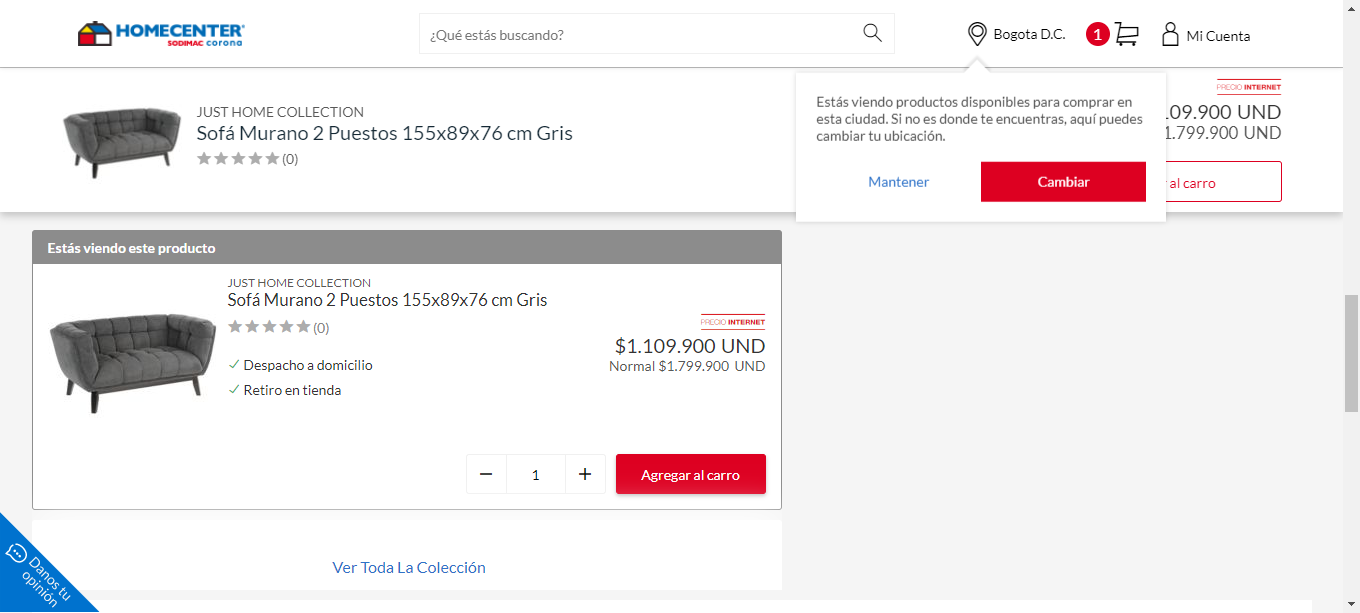 HOMECENTER
SODIMAC corona
¿Qué estás buscando?
Bogota D.C.
1
Mi Cuenta
JUST HOME COLLECTION
Sofá Murano 2 Puestos 155x89x76 cm Gris
(0)
Estás viendo productos disponibles para comprar en
esta ciudad. Si no es donde te encuentras, aquí puedes
cambiar tu ubicación.
Mantener
Cambiar
PRECIO INTERNET
09.900 UND
1.799.900 UND
al carro
Estás viendo este producto
JUST HOME COLLECTION
Sofá Murano 2 Puestos 155x89x76 cm Gris
(0)
Despacho a domicilio
Retiro en tienda
PRECIO INTERNET
$1.109.900 UND
Normal $1.799.900 UND
− 1 +
Agregar al carro
Ver Toda La Colección
Danos tu
opinión